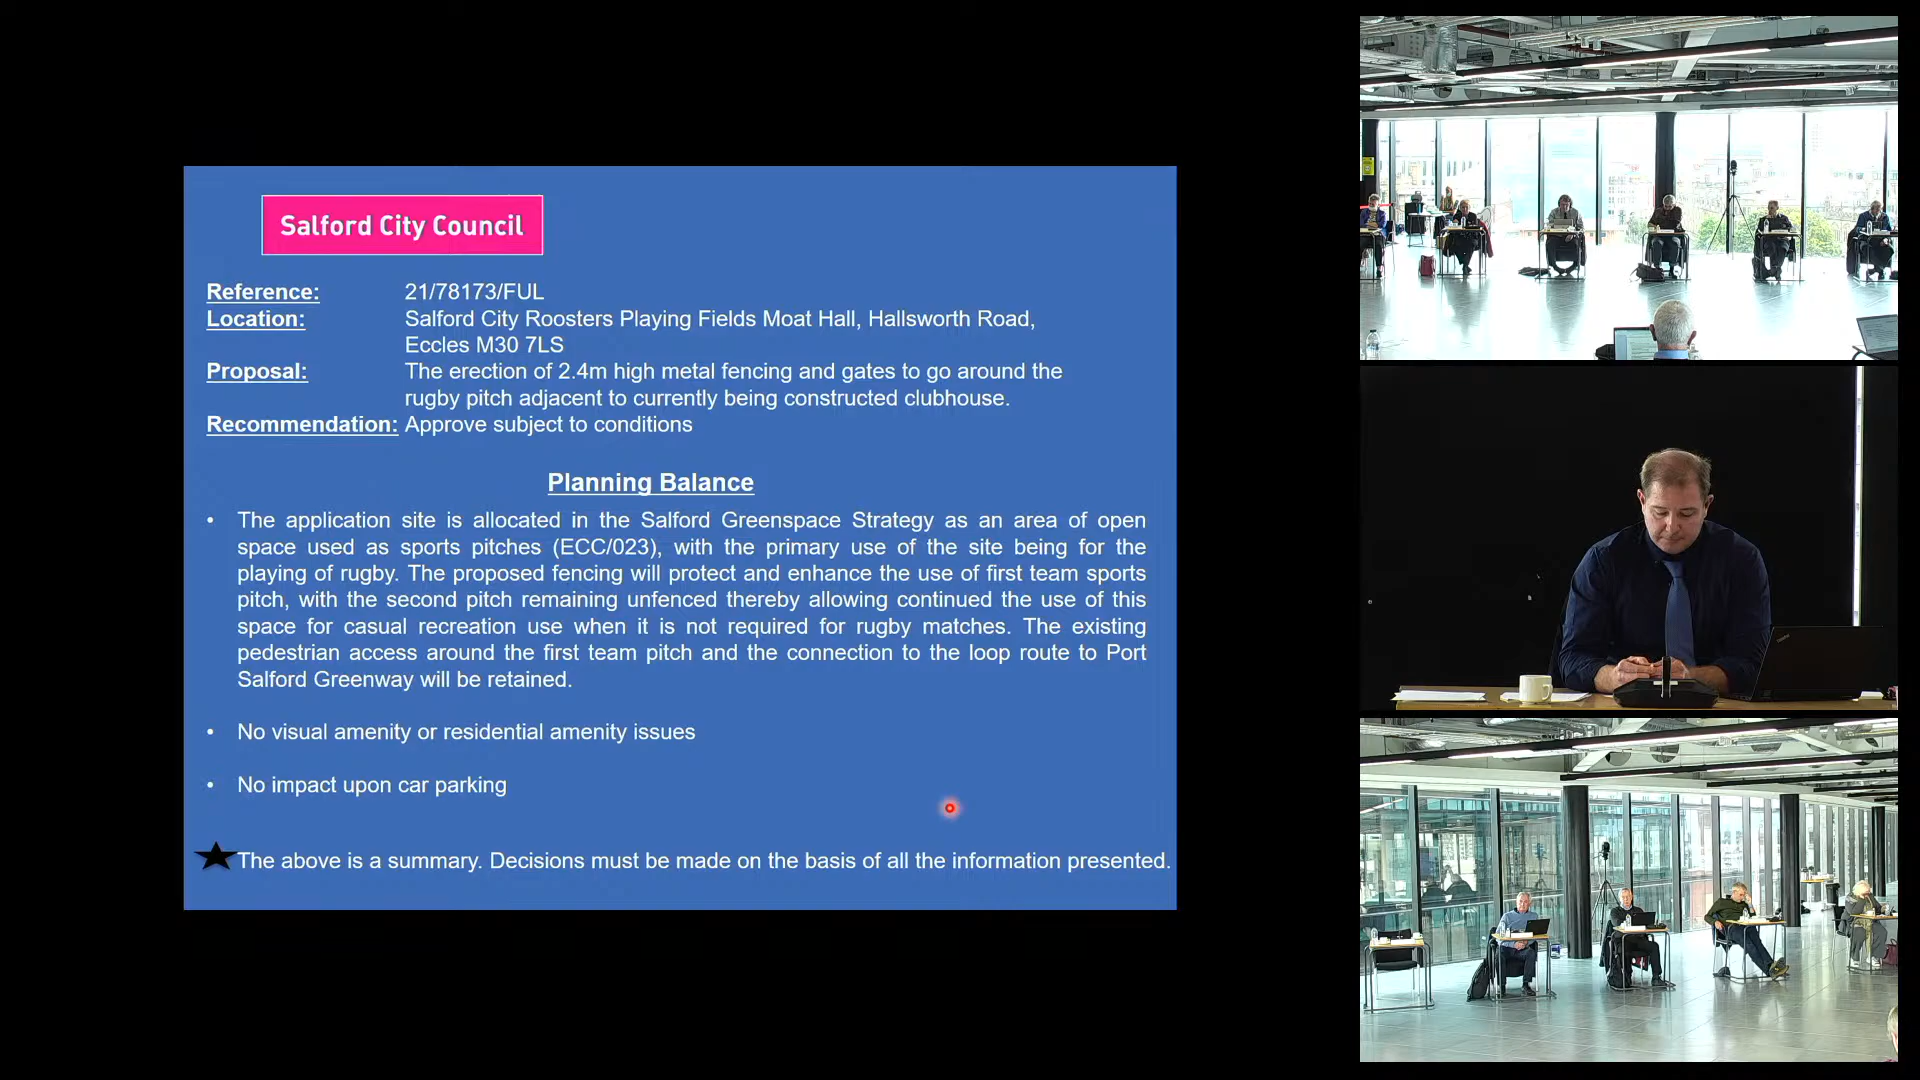 Salford City Council
Reference: 21/78173/FUL
Location: Salford City Roosters Playing Fields Moat Hall, Hallsworth Road,
Eccles M30 7LS
Proposal: The erection of 2.4m high metal fencing and gates to go around the
rugby pitch adjacent to currently being constructed clubhouse.
Recommendation: Approve subject to conditions
Planning Balance
• The application site is allocated in the Salford Greenspace Strategy as an area of open
space used as sports pitches (ECC/023), with the primary use of the site being for the
playing of rugby. The proposed fencing will protect and enhance the use of first team sports
pitch, with the second pitch remaining unfenced thereby allowing continued the use of this
space for casual recreation use when it is not required for rugby matches. The existing
pedestrian access around the first team pitch and the connection to the loop route to Port
Salford Greenway will be retained.
• No visual amenity or residential amenity issues
• No impact upon car parking
The above is a summary. Decisions must be made on the basis of all the information presented.